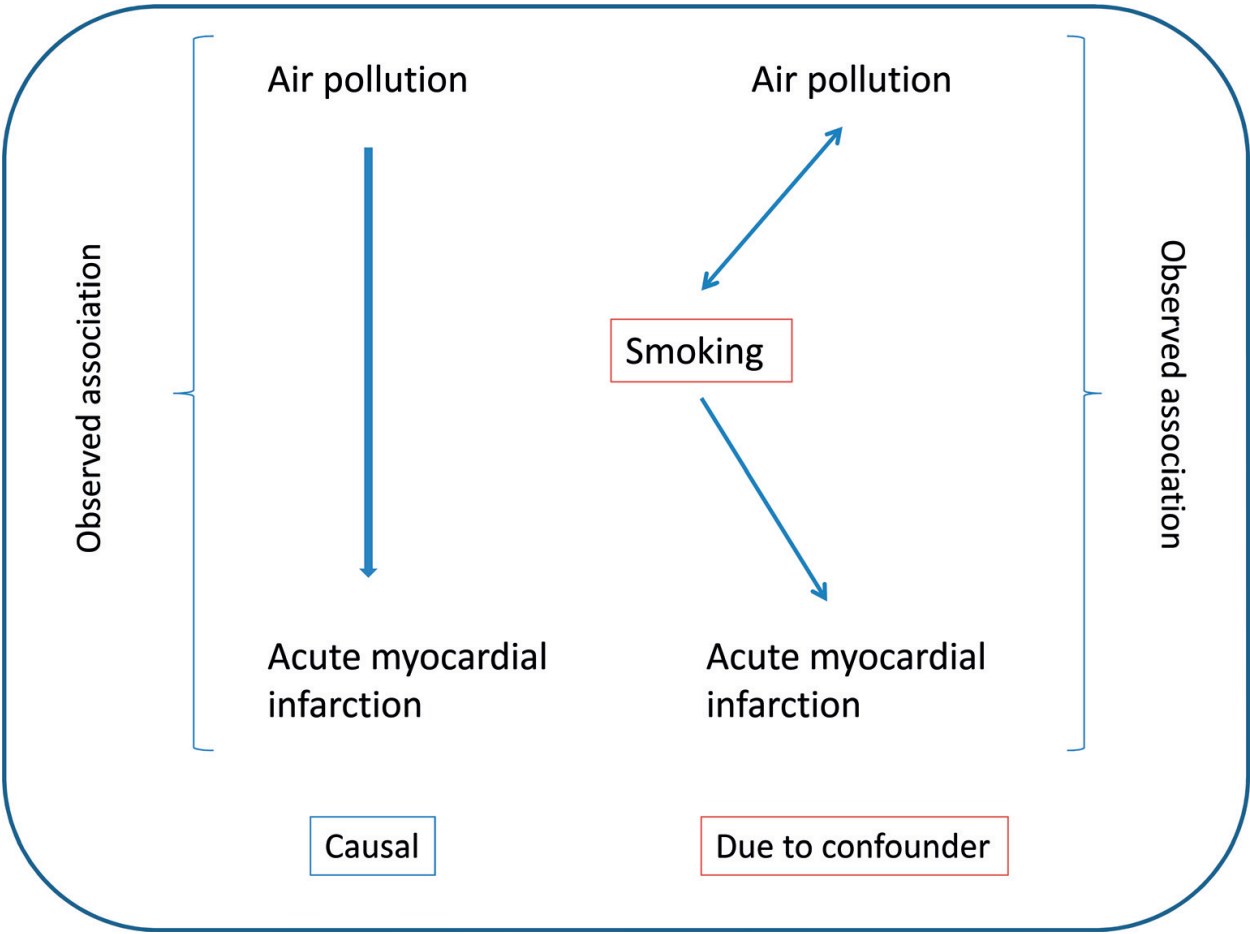 Observed association
Air pollution
Acute myocardial
infarction
Causal
Air pollution
Smoking
Acute myocardial
infarction
Due to confounder
Observed association